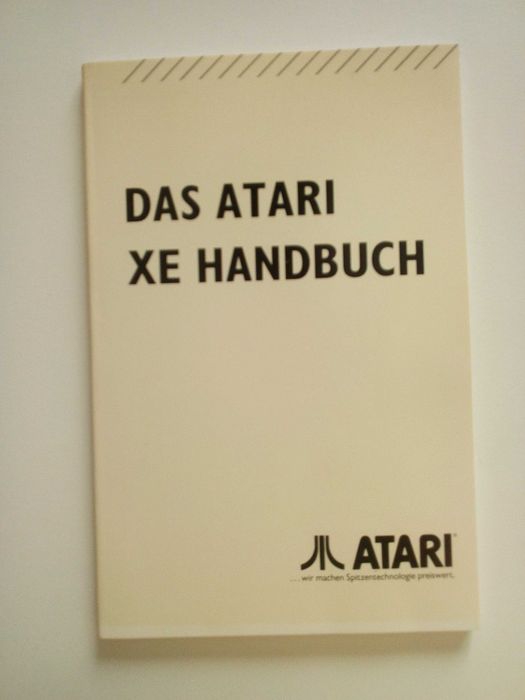 DAS ATARI
XE HANDBUCH
ATARI®
...wir machen Spitzentechnologie preiswert.